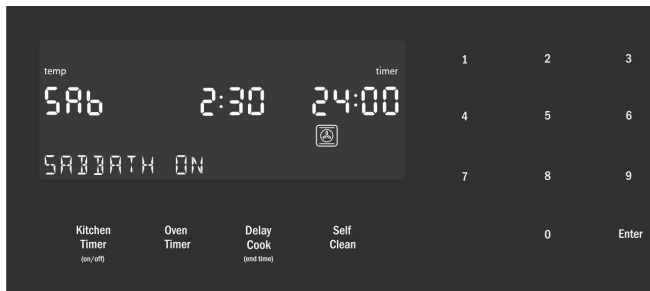 temp timer
SAb 2:30 24:00
SABBATH ON
Kitchen Timer (on/off)
Oven Timer
Delay Cook (end time)
Self Clean
1 2 3
4 5 6
7 8 9
0 Enter